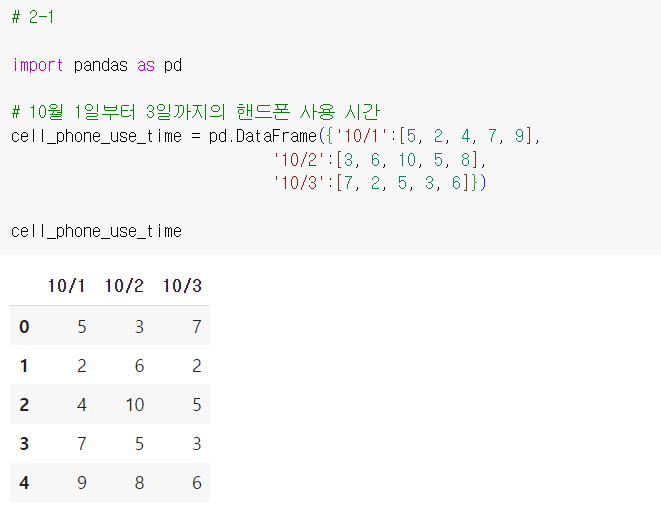 # 2-1
import pandas as pd
# 10월 1일부터 3일까지의 핸드폰 사용 시간
cell_phone_use_time = pd.DataFrame({'10/1':[5, 2, 4, 7, 9],
'10/2':[3, 6, 10, 5, 8],
'10/3':[7, 2, 5, 3, 6]})
cell_phone_use_time
10/1 10/2 10/3
0 5 3 7
1 2 6 2
2 4 10 5
3 7 5 3
4 9 8 6